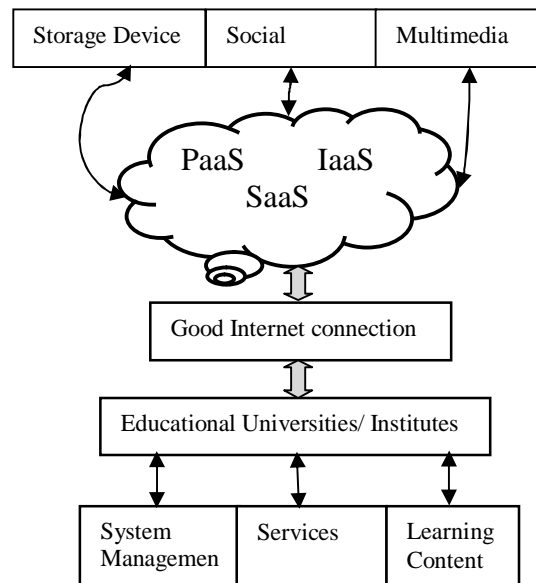 Storage Device
Social
Multimedia
PaaS
IaaS
SaaS
Good Internet connection
Educational Universities/ Institutes
System
Managemen
Services
Learning
Content